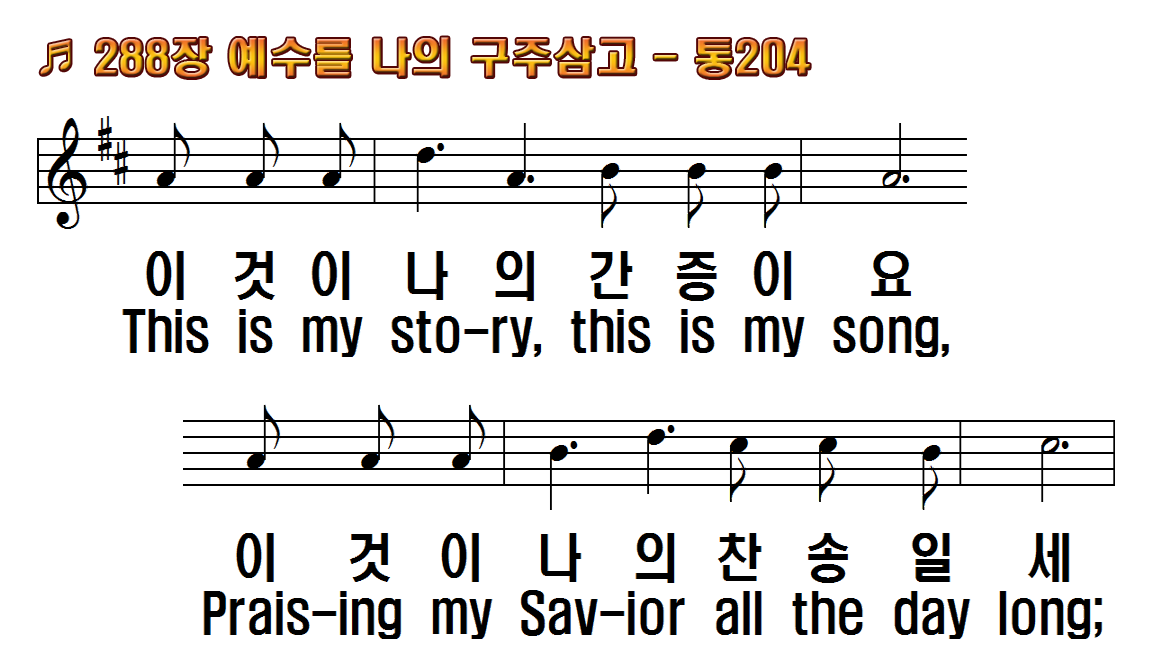 ♬ 288장 예수를 나의 구주삼고 - 통204
이 것 이 나 의 간 증 이 요
This is my sto-ry, this is my song,
이 것 이 나 의 찬 송 일 세
Prais-ing my Sav-ior all the day long;